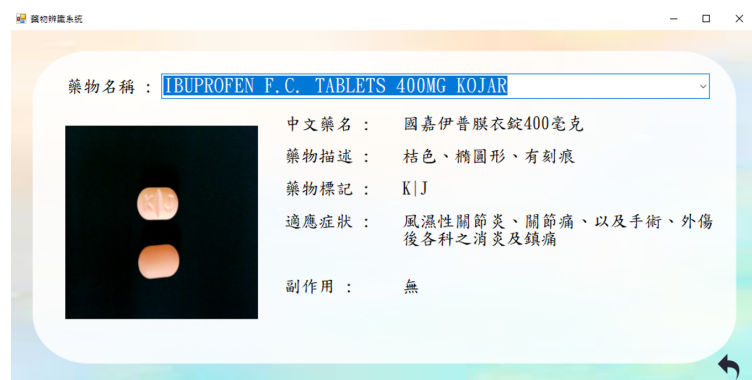 藥物辨識系統
藥物名稱 : IBUPROFEN F.C. TABLETS 400MG KOJAR
中文藥名 : 國嘉伊普膜衣錠400毫克
藥物描述 : 桔色、橢圓形、有刻痕
藥物標記 : K|J
適應症狀 : 風濕性關節炎、關節痛、以及手術、外傷
後各科之消炎及鎮痛
副作用 : 無